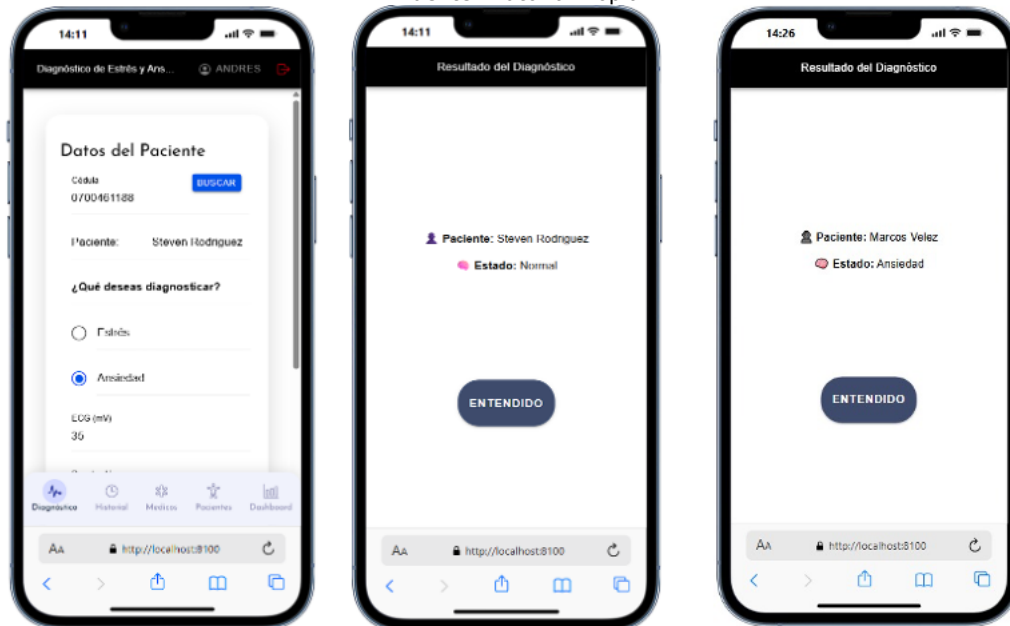 14:11
Diagnóstico de Estrés y Ans... ANDRES
Datos del Paciente
Cédula
BUSCAR
0700461188
Paciente: Steven Rodriguez
¿Qué deseas diagnosticar?
Estrés
Ansiedad
ECG (mV)
35
Diagnóstico Historial Medicos Pacientes Dashboard
AA http://localhost:8100
14:11
Resultado del Diagnóstico
Paciente: Steven Rodriguez
Estado: Normal
ENTENDIDO
AA http://localhost:8100
14:26
Resultado del Diagnóstico
Paciente: Marcos Velez
Estado: Ansiedad
ENTENDIDO
AA http://localhost:8100